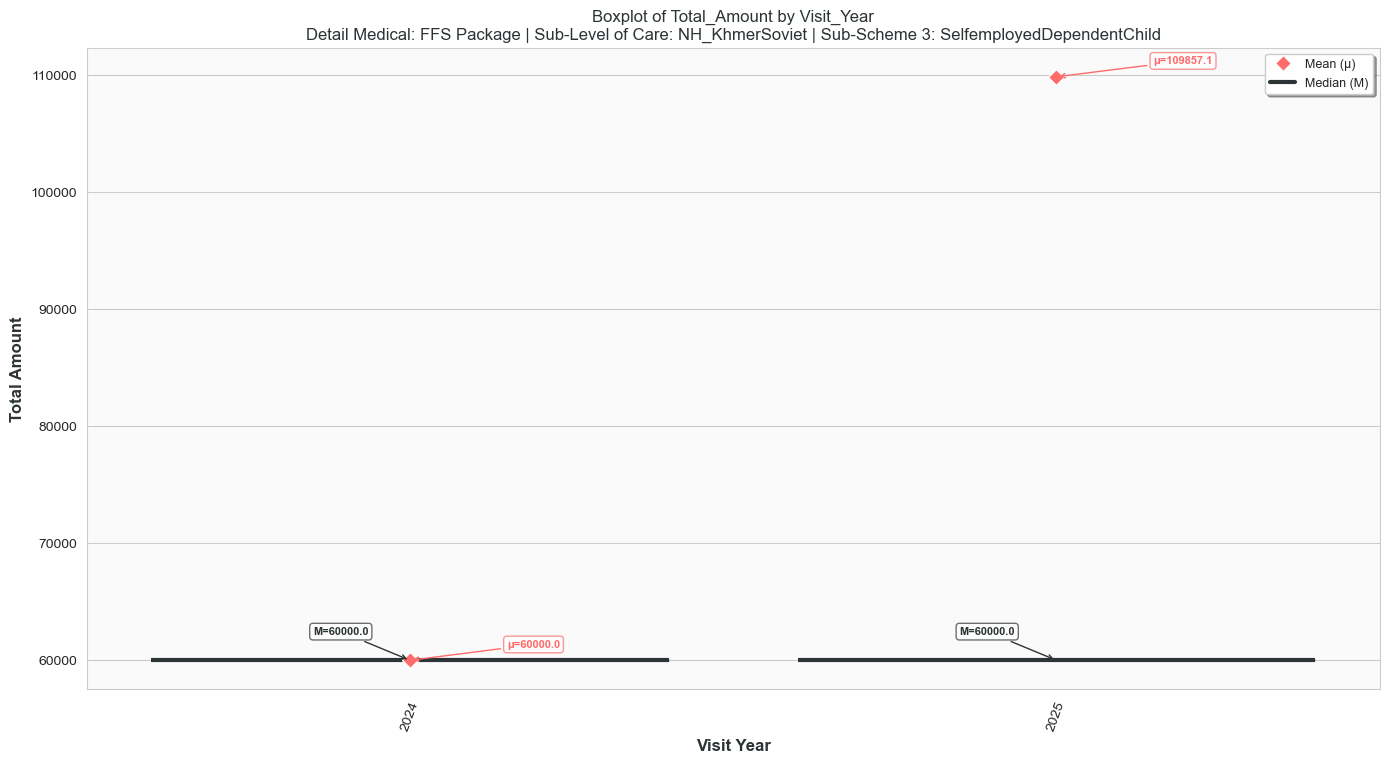 Boxplot of Total_Amount by Visit_Year
Detail Medical: FFS Package | Sub-Level of Care: NH_KhmerSoviet | Sub-Scheme 3: SelfemployedDependentChild
Mean (μ)
Median (M)
μ=109857.1
110000
100000
90000
80000
70000
60000
Total Amount
M=60000.0
μ=60000.0
M=60000.0
2024
2025
Visit Year